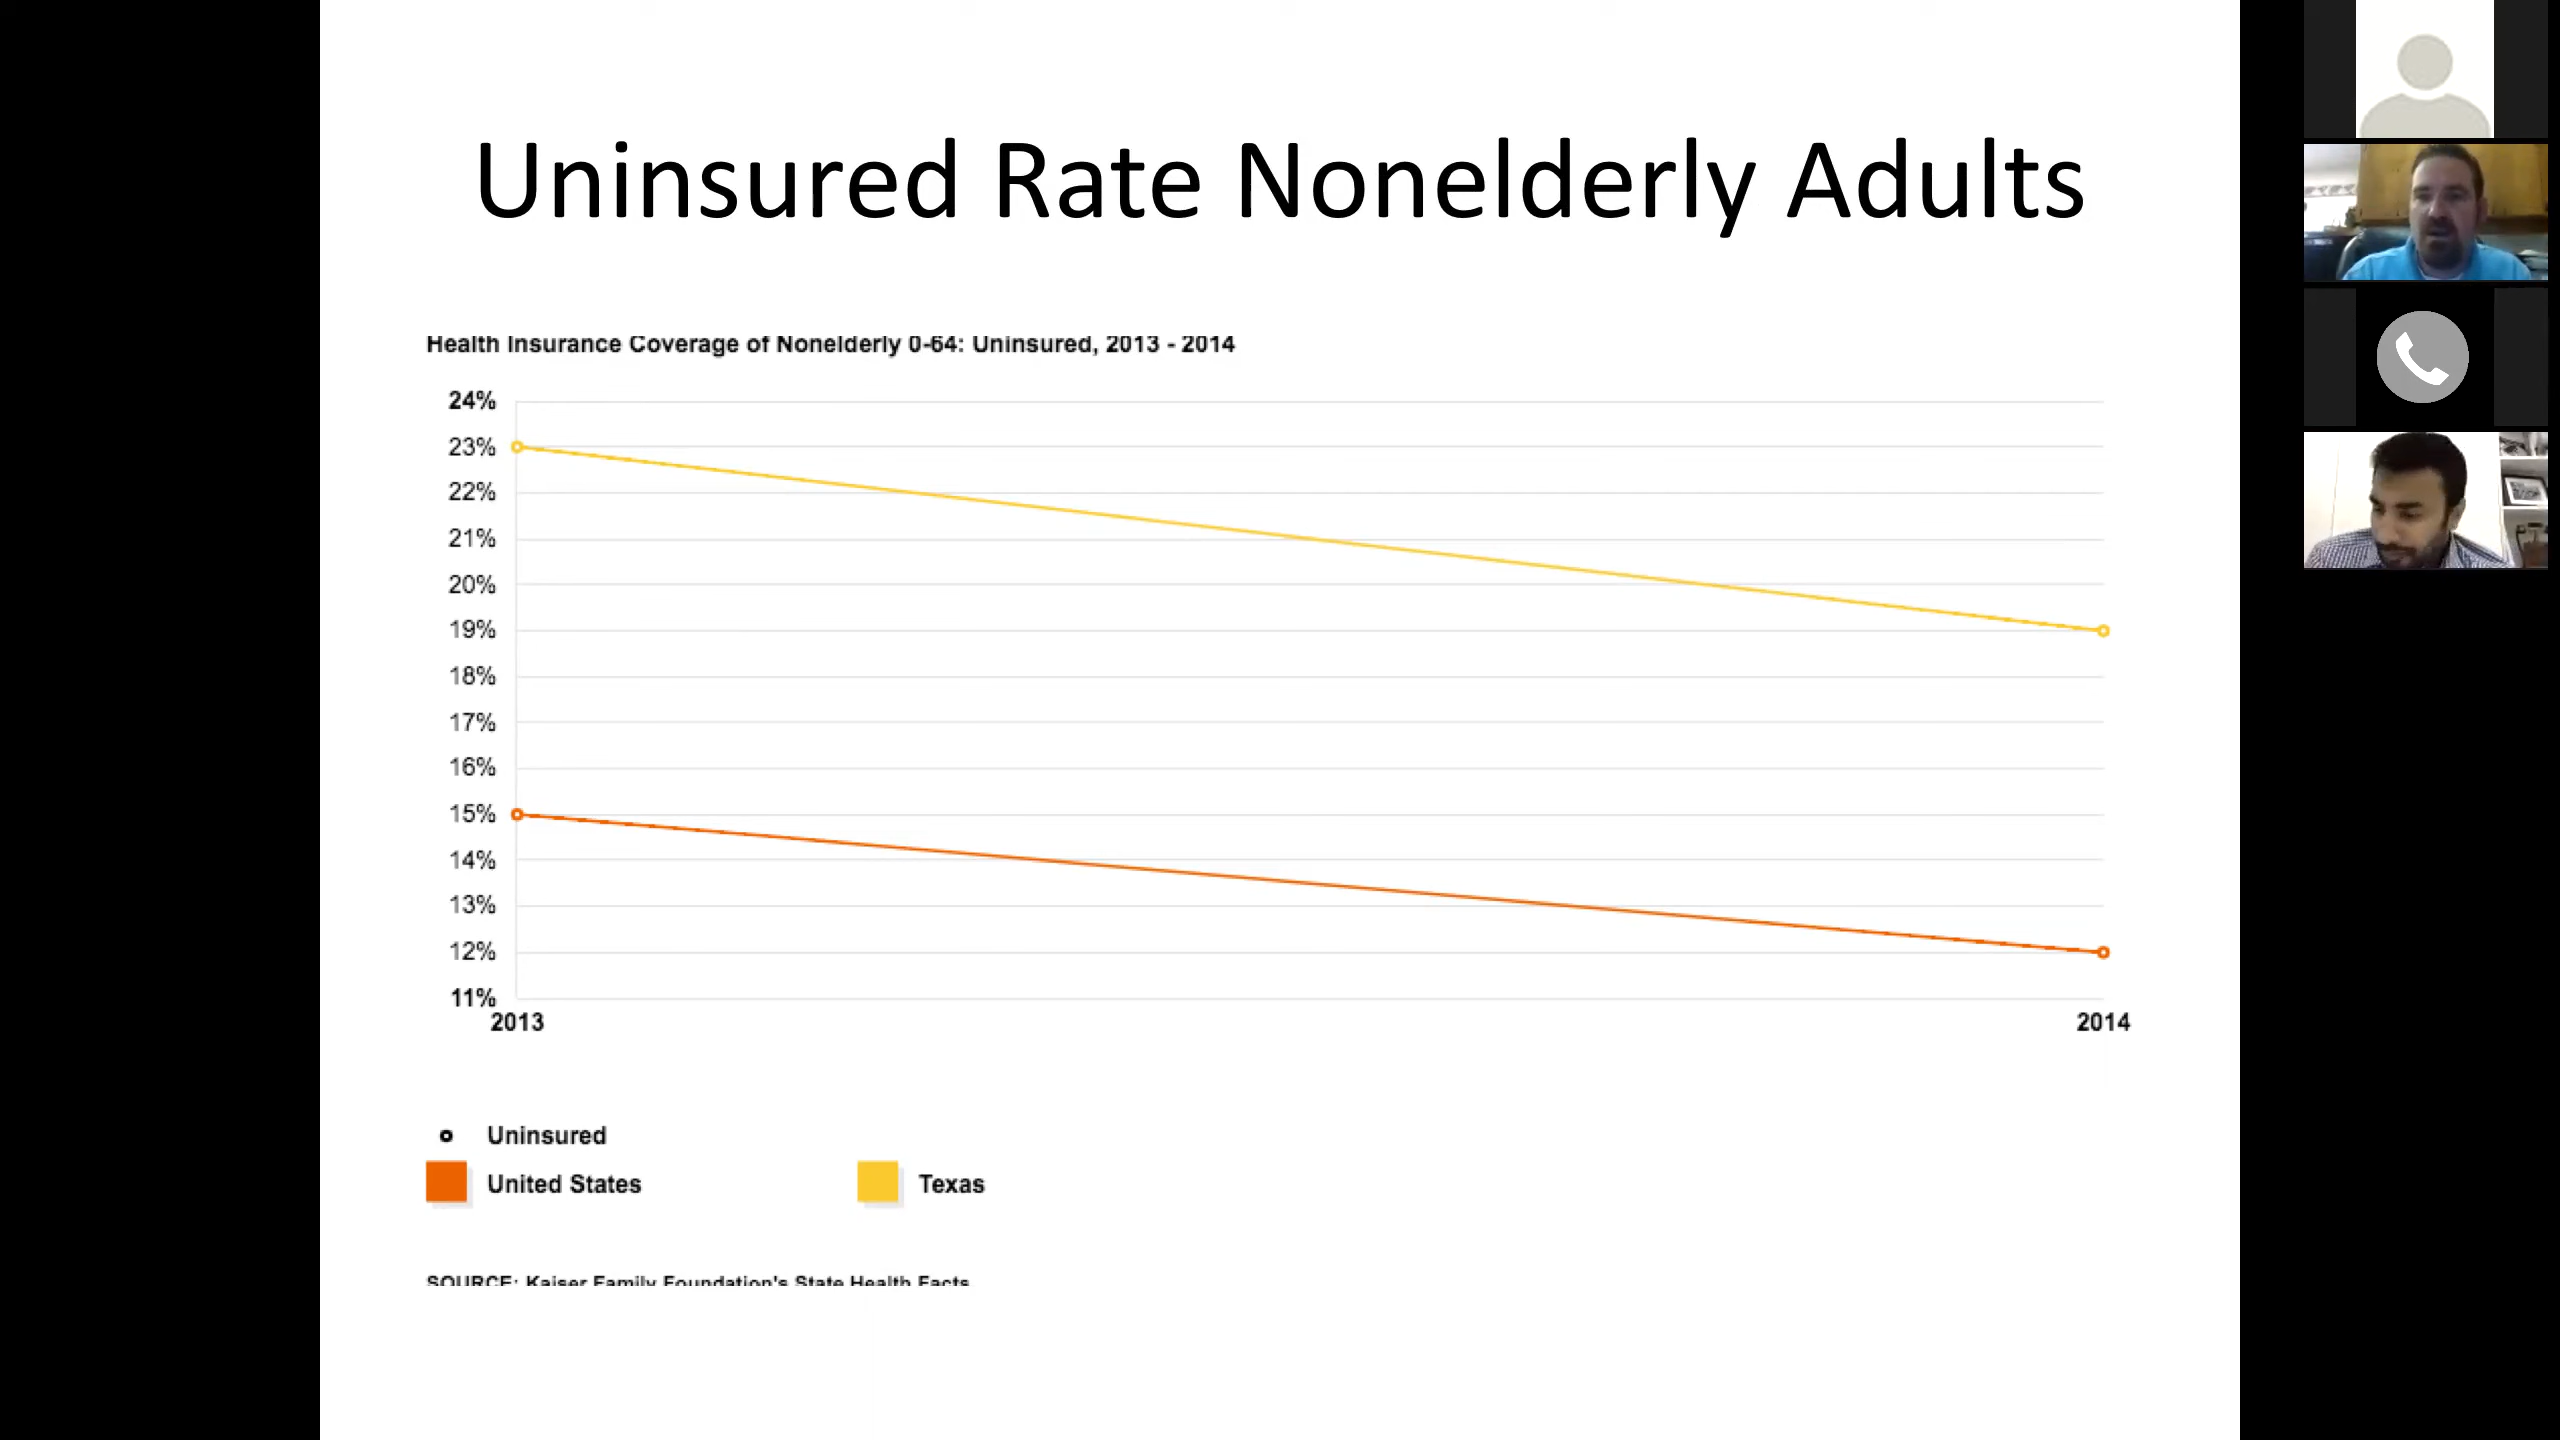 Uninsured Rate Nonelderly Adults
Health Insurance Coverage of Nonelderly 0-64: Uninsured, 2013 - 2014
24%
23%
22%
21%
20%
19%
18%
17%
16%
15%
14%
13%
12%
11%
2013
2014
Uninsured
United States
Texas
SOURCE: Kaiser Family Foundation's State Health Facts